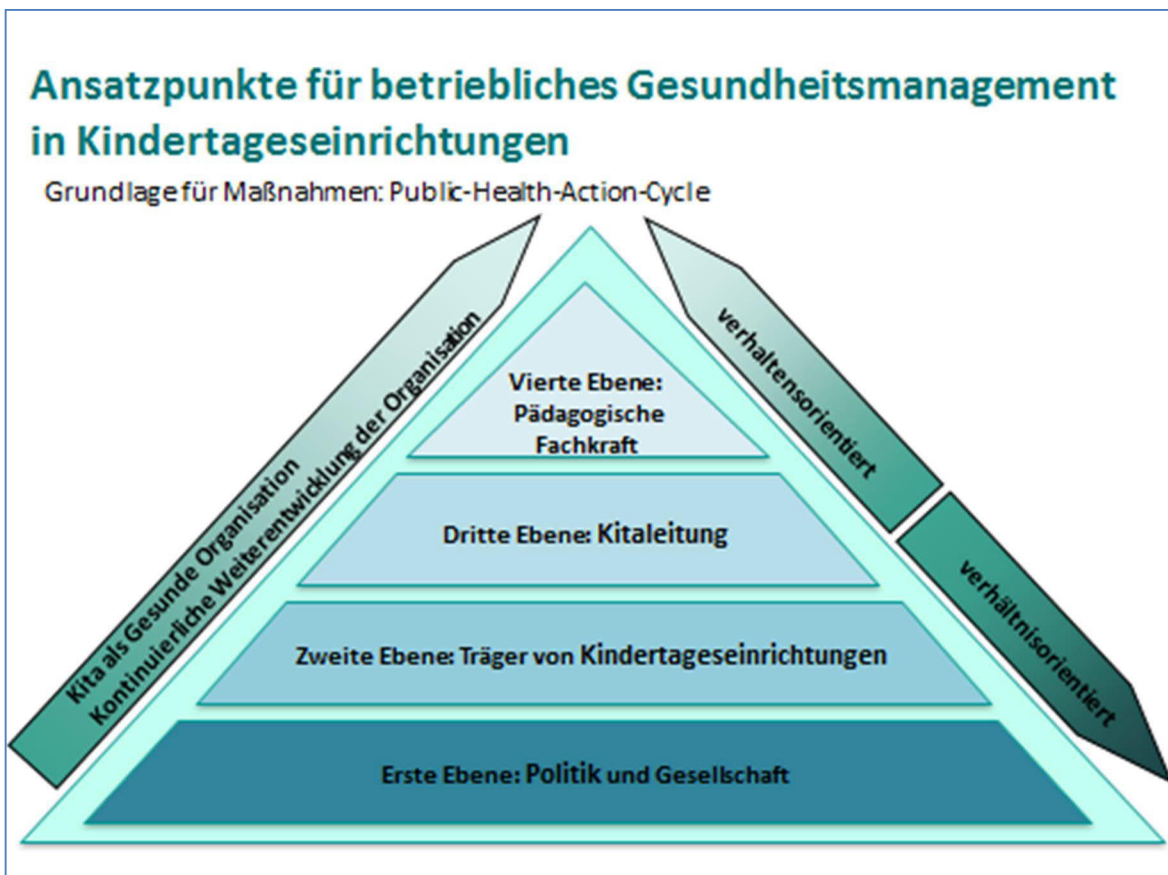 Ansatzpunkte für betriebliches Gesundheitsmanagement
in Kindertageseinrichtungen
Grundlage für Maßnahmen: Public-Health-Action-Cycle
Kita als Gesunde Organisation
Kontinuierliche Weiterentwicklung der Organisation
verhaltensorientiert
verhältnisorientiert
Vierte Ebene:
Pädagogische
Fachkraft
Dritte Ebene: Kitaleitung
Zweite Ebene: Träger von Kindertageseinrichtungen
Erste Ebene: Politik und Gesellschaft